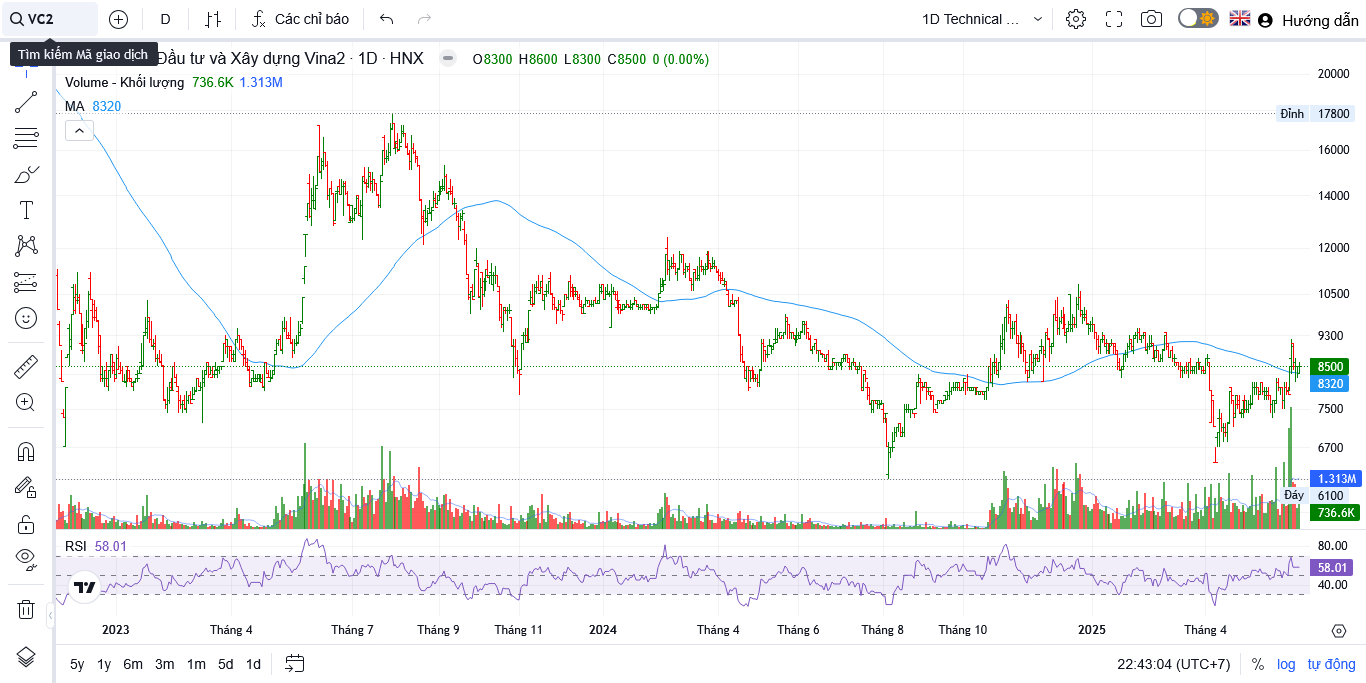 VC2 D Các chỉ báo 1D Technical ... Hướng dẫn
Tìm kiếm Mã giao dịch
Đầu tư và Xây dựng Vina2 · 1D · HNX O8300 H8600 L8300 C8500 0 (0.00%)
Volume - Khối lượng 736.6K 1.313M
MA 8320
20000
Đỉnh 17800
16000
14000
12000
10500
9300
8500
8320
7500
6700
1.313M
Đáy 6100
736.6K
RSI 58.01
80.00
58.01
40.00
2023 Tháng 4 Tháng 7 Tháng 9 Tháng 11 2024 Tháng 4 Tháng 6 Tháng 8 Tháng 10 2025 Tháng 4
5y 1y 6m 3m 1m 5d 1d 22:43:04 (UTC+7) % log tự động